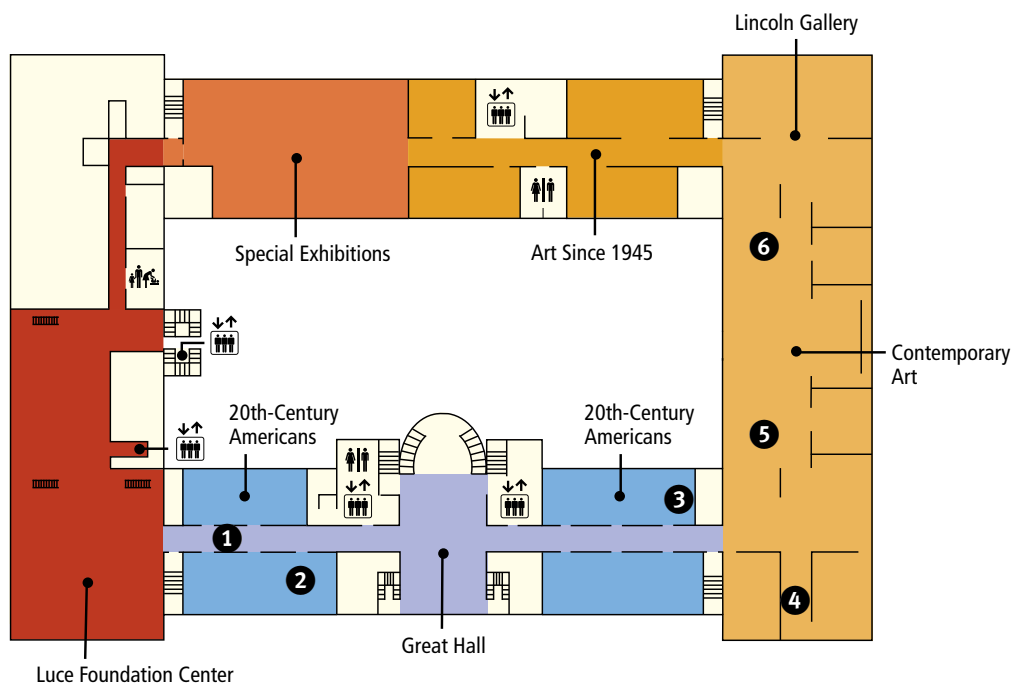 Lincoln Gallery
Special Exhibitions
Art Since 1945
6
Contemporary
Art
20th-Century
Americans
20th-Century
Americans
5
3
1
2
4
Great Hall
Luce Foundation Center